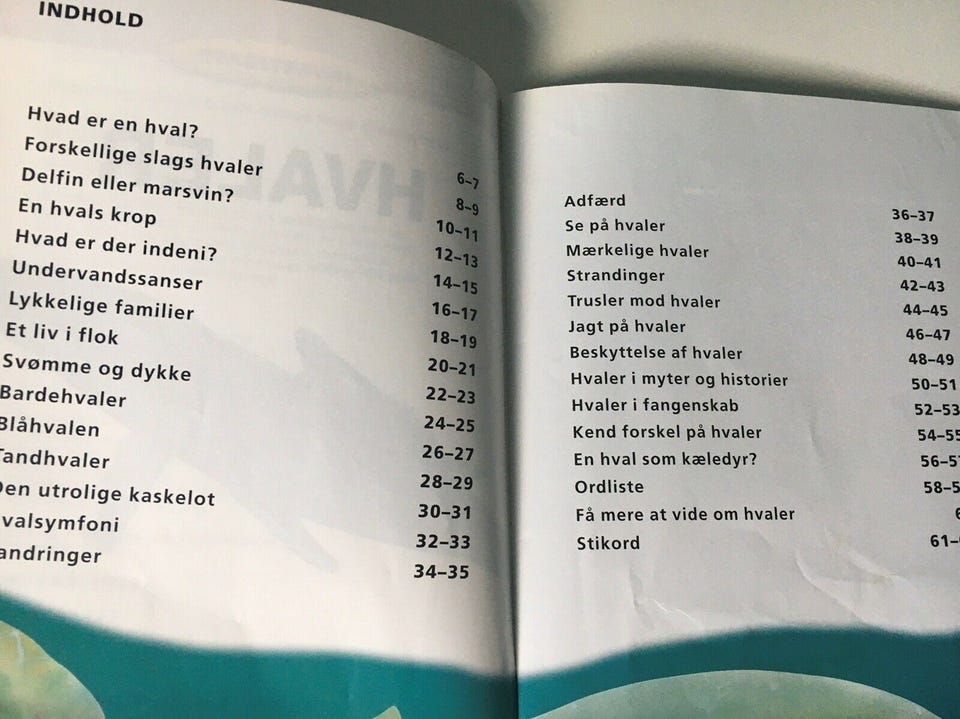 INDHOLD
Hvad er en hval? 6–7
Forskellige slags hvaler 8–9
Delfin eller marsvin? 10–11
En hvals krop 12–13
Hvad er der indeni? 14–15
Undervandssanser 16–17
Lykkelige familier 18–19
Et liv i flok 20–21
Svømme og dykke 22–23
Bardehvaler 24–25
Blåhvalen 26–27
Tandhvaler 28–29
Den utrolige kaskelot 30–31
valsymfoni 32–33
andringer 34–35
Adfærd 36–37
Se på hvaler 38–39
Mærkelige hvaler 40–41
Strandinger 42–43
Trusler mod hvaler 44–45
Jagt på hvaler 46–47
Beskyttelse af hvaler 48–49
Hvaler i myter og historier 50–51
Hvaler i fangenskab 52–53
Kend forskel på hvaler 54–55
En hval som kæledyr? 56–57
Ordliste 58–5
Få mere at vide om hvaler
Stikord 61–